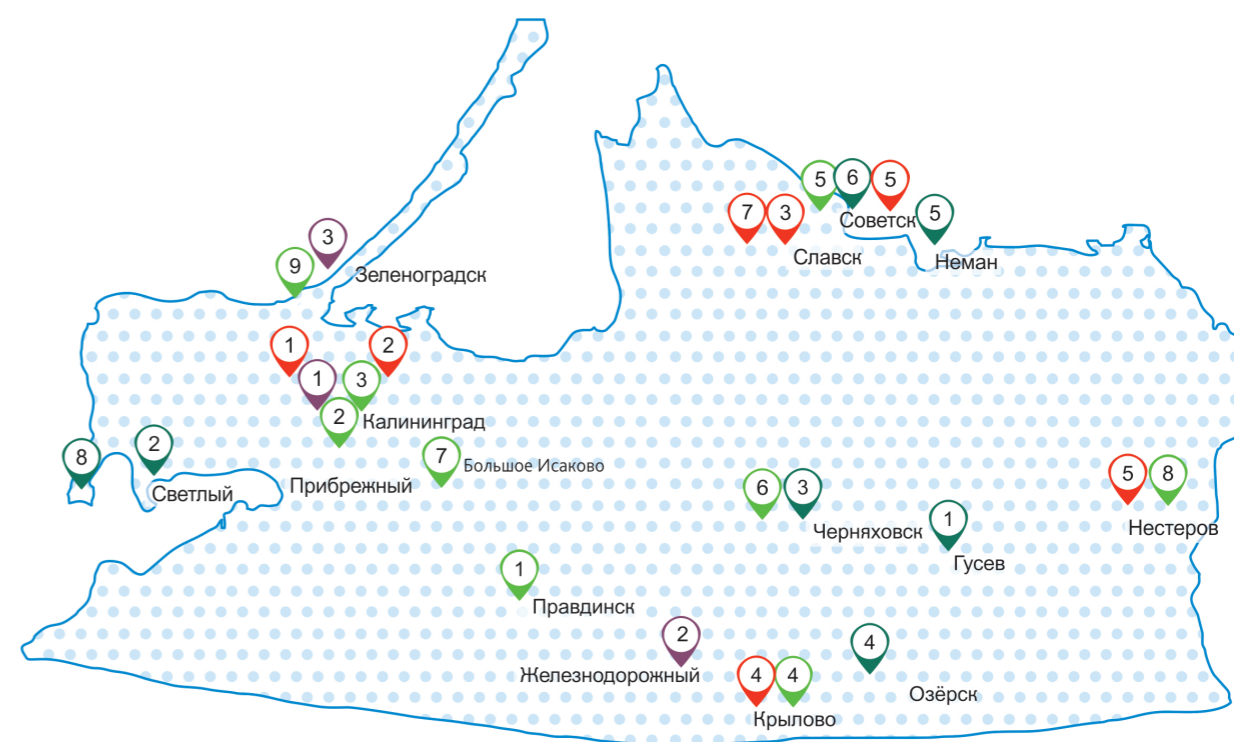 5
6
5
7
3
Советск
5
3
Славск
Неман
9
Зеленоградск
1
2
1
3
2
Калининград
8
2
7
Большое Исаково
5
8
Светлый
Прибрежный
6
3
Нестеров
Черняховск
1
Гусев
1
Правдинск
2
4
Железнодорожный
4
4
Озёрск
Крылово